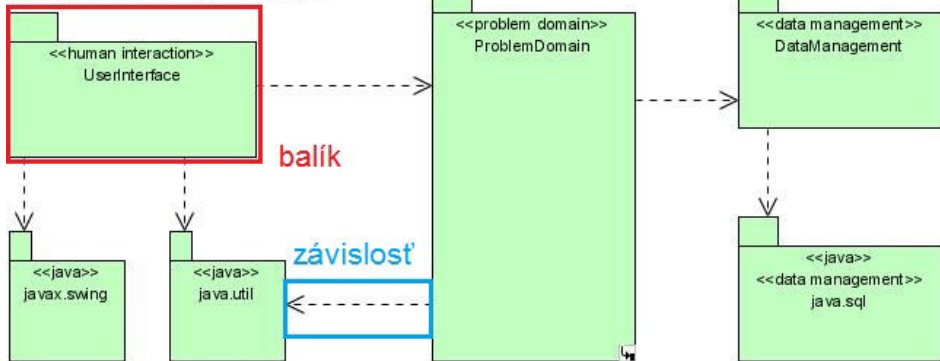 <<human interaction>>
UserInterface
<<problem domain>>
ProblemDomain
<<data management>>
DataManagement
balík
závislosť
<<java>>
javax.swing
<<java>>
java.util
<<java>>
<<data management>>
java.sql